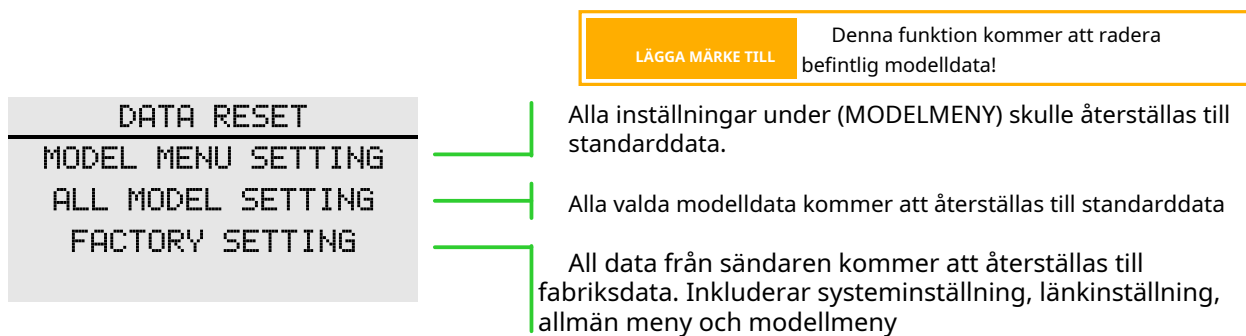 LÄGGA MÄRKE TILL
Denna funktion kommer att radera
befintlig modelldata!
DATA RESET
MODEL MENU SETTING
ALL MODEL SETTING
FACTORY SETTING
Alla inställningar under (MODELMENY) skulle återställas till
standarddata.
Alla valda modelldata kommer att återställas till standarddata
All data från sändaren kommer att återställas till
fabriksdata. Inkluderar systeminställning, länkinställning,
allmän meny och modellmeny